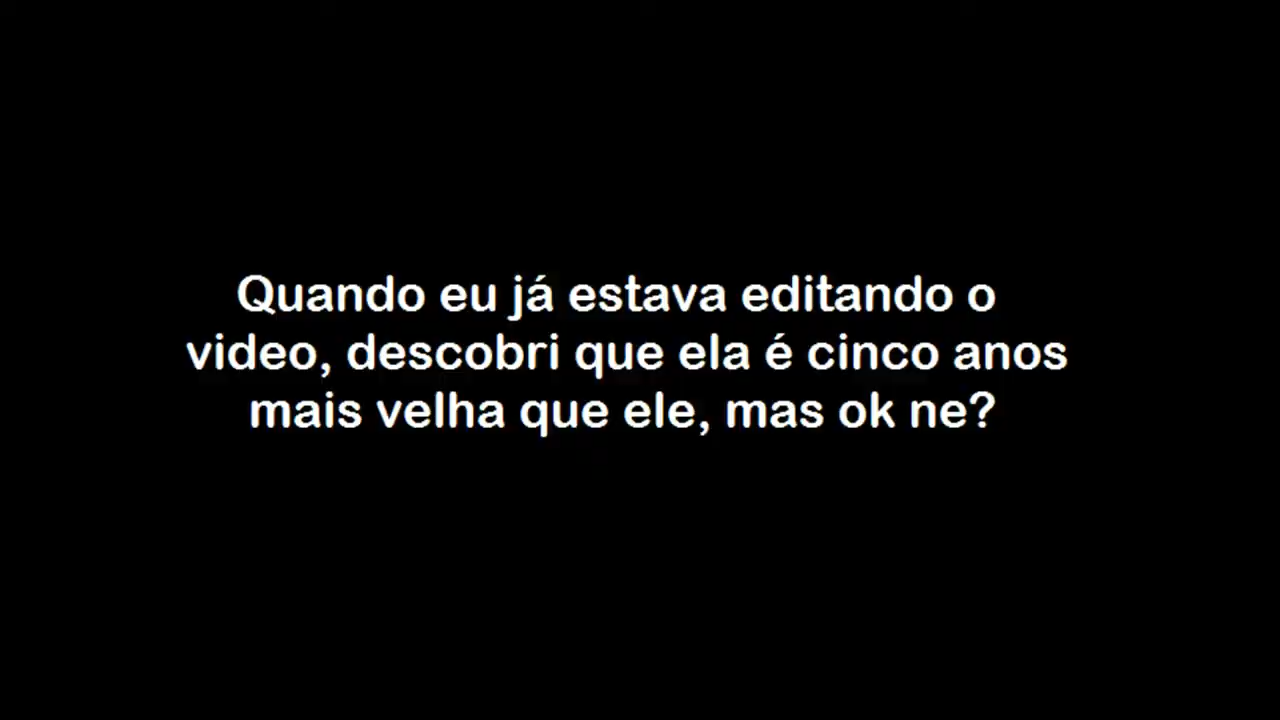 Quando eu já estava editando o
video, descobri que ela é cinco anos
mais velha que ele, mas ok ne?